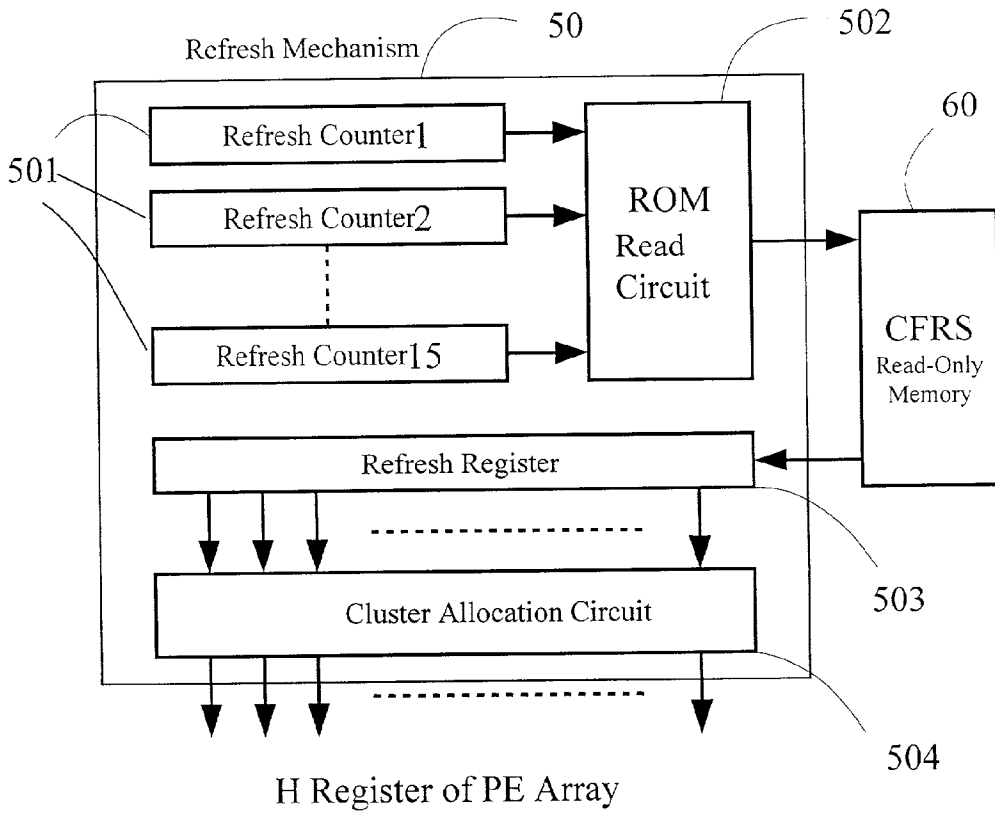 50
502
Refresh Mechanism
60
Refresh Counter1
501
Refresh Counter2
ROM
Read
Circuit
Refresh Counter15
CFRS
Read-Only
Memory
Refresh Register
503
Cluster Allocation Circuit
504
H Register of PE Array